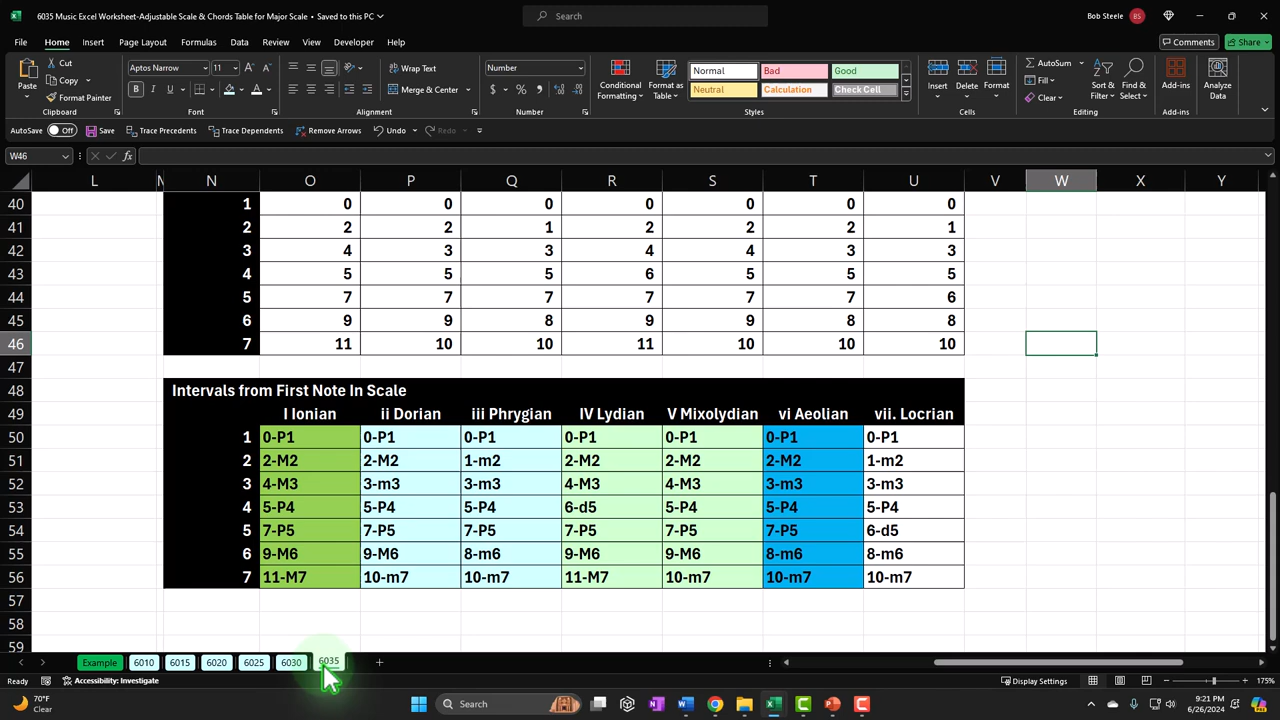 6035 Music Excel Worksheet-Adjustable Scale & Chords Table for Major Scale • Saved to this PC
Search
Bob Steele
BS
File Home Insert Draw Page Layout Formulas Data Review View Developer Help
Comments
Share
Paste
Cut
Copy
Format Painter
Clipboard
Aptos Narrow
11
B I U
Font
Wrap Text
Merge & Center
Alignment
Number
$ % ,
Number
Conditional Formatting
Format as Table
Normal Bad Good
Neutral Calculation Check Cell
Styles
Insert Delete Format
Cells
AutoSum
Fill
Clear
Sort & Filter
Find & Select
Editing
Add-ins
Add-ins
Analyze Data
AutoSave Off Save Trace Precedents Trace Dependents Remove Arrows Undo Redo
W46
fx
L M N O P Q R S T U V W X Y
40 1 0 0 0 0 0 0 0
41 2 2 2 1 2 2 2 1
42 3 4 3 3 4 4 3 3
43 4 5 5 5 6 5 5 5
44 5 7 7 7 7 7 7 6
45 6 9 9 8 9 9 8 8
46 7 11 10 10 11 10 10 10
47
48 Intervals from First Note In Scale
49 I Ionian ii Dorian iii Phrygian IV Lydian V Mixolydian vi Aeolian vii. Locrian
50 1 0-P1 0-P1 0-P1 0-P1 0-P1 0-P1 0-P1
51 2 2-M2 2-M2 1-m2 2-M2 2-M2 2-M2 1-m2
52 3 4-M3 3-m3 3-m3 4-M3 4-M3 3-m3 3-m3
53 4 5-P4 5-P4 5-P4 6-d5 5-P4 5-P4 5-P4
54 5 7-P5 7-P5 7-P5 7-P5 7-P5 7-P5 6-d5
55 6 9-M6 9-M6 8-m6 9-M6 9-M6 8-m6 8-m6
56 7 11-M7 10-m7 10-m7 11-M7 10-m7 10-m7 10-m7
57
58
59
Example 6010 6015 6020 6025 6030 6035
Ready
Accessibility: Investigate
Display Settings
175%
70°F
Clear
Search
9:21 PM
6/26/2024